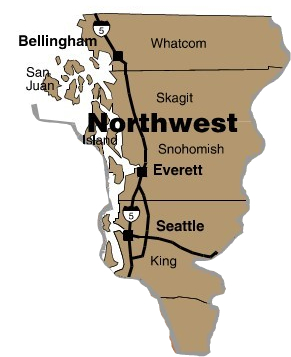 5
Bellingham
Whatcom
San
Juan
Skagit
Northwest
Island
Snohomish
Everett
5
Seattle
King